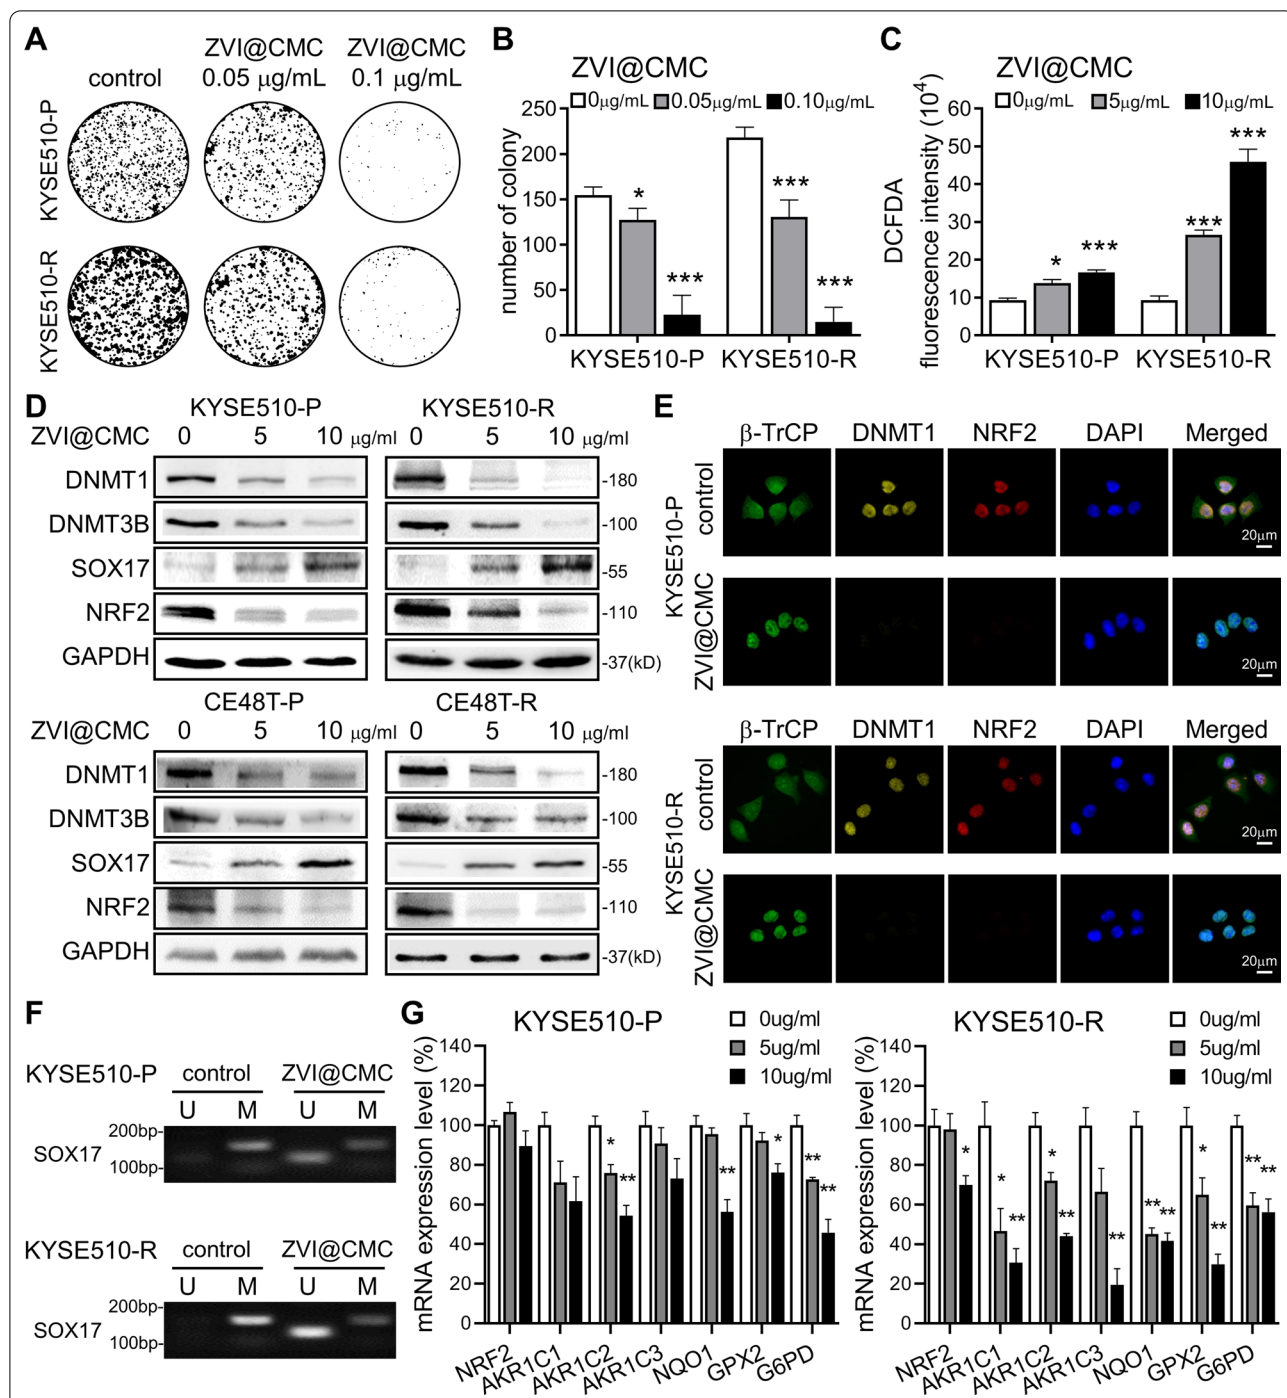 A
control
ZVI@CMC
0.05 μg/mL
ZVI@CMC
0.1 μg/mL
KYSE510-P
KYSE510-R
B
ZVI@CMC
0μg/mL 0.05μg/mL 0.10μg/mL
number of colony
250
200
150
100
50
0
* *** *** ***
KYSE510-P KYSE510-R
C
ZVI@CMC
0μg/mL 5μg/mL 10μg/mL
DCFDA
fluorescence intensity (10⁴)
60
50
40
30
20
10
0
* *** *** ***
KYSE510-P KYSE510-R
D
KYSE510-P KYSE510-R
ZVI@CMC 0 5 10 μg/ml 0 5 10 μg/ml
DNMT1 -180
DNMT3B -100
SOX17 -55
NRF2 -110
GAPDH -37(kD)
CE48T-P CE48T-R
ZVI@CMC 0 5 10 μg/ml 0 5 10 μg/ml
DNMT1 -180
DNMT3B -100
SOX17 -55
NRF2 -110
GAPDH -37(kD)
E
β-TrCP DNMT1 NRF2 DAPI Merged
KYSE510-P
control
20μm
ZVI@CMC
20μm
β-TrCP DNMT1 NRF2 DAPI Merged
KYSE510-R
control
20μm
ZVI@CMC
20μm
F
KYSE510-P control ZVI@CMC
U M U M
200bp-
SOX17
100bp-
KYSE510-R control ZVI@CMC
U M U M
200bp-
SOX17
100bp-
G
KYSE510-P
0ug/ml
5ug/ml
10ug/ml
mRNA expression level (%)
140
120
100
80
60
40
20
0
* ** ** * ** **
NRF2 AKR1C1 AKR1C2 AKR1C3 NQO1 GPX2 G6PD
KYSE510-R
0ug/ml
5ug/ml
10ug/ml
mRNA expression level (%)
140
120
100
80
60
40
20
0
* * ** * ** ** ** ** * ** ** **
NRF2 AKR1C1 AKR1C2 AKR1C3 NQO1 GPX2 G6PD